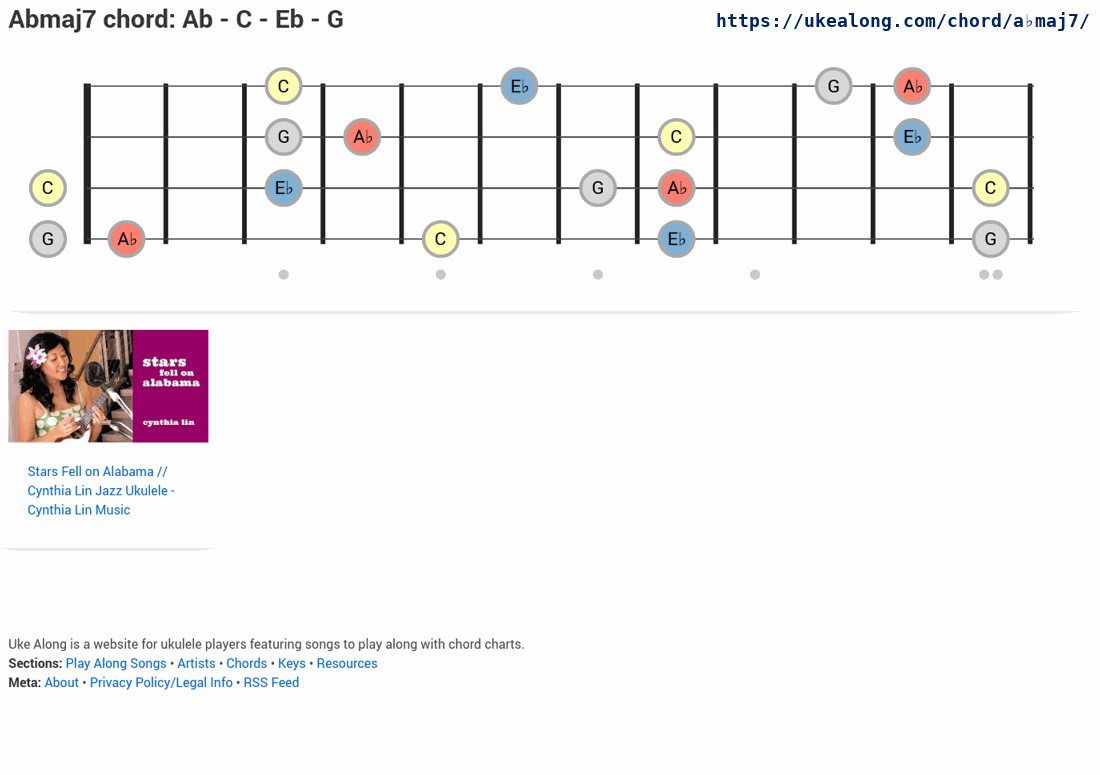 Abmaj7 chord: Ab - C - Eb - G
https://ukealong.com/chord/a♭maj7/
C E♭ G A♭
G A♭ C E♭
C E♭ G A♭ C
G A♭ C E♭ G
stars
fell on
alabama
cynthia lin
Stars Fell on Alabama //
Cynthia Lin Jazz Ukulele -
Cynthia Lin Music
Uke Along is a website for ukulele players featuring songs to play along with chord charts.
Sections: Play Along Songs • Artists • Chords • Keys • Resources
Meta: About • Privacy Policy/Legal Info • RSS Feed